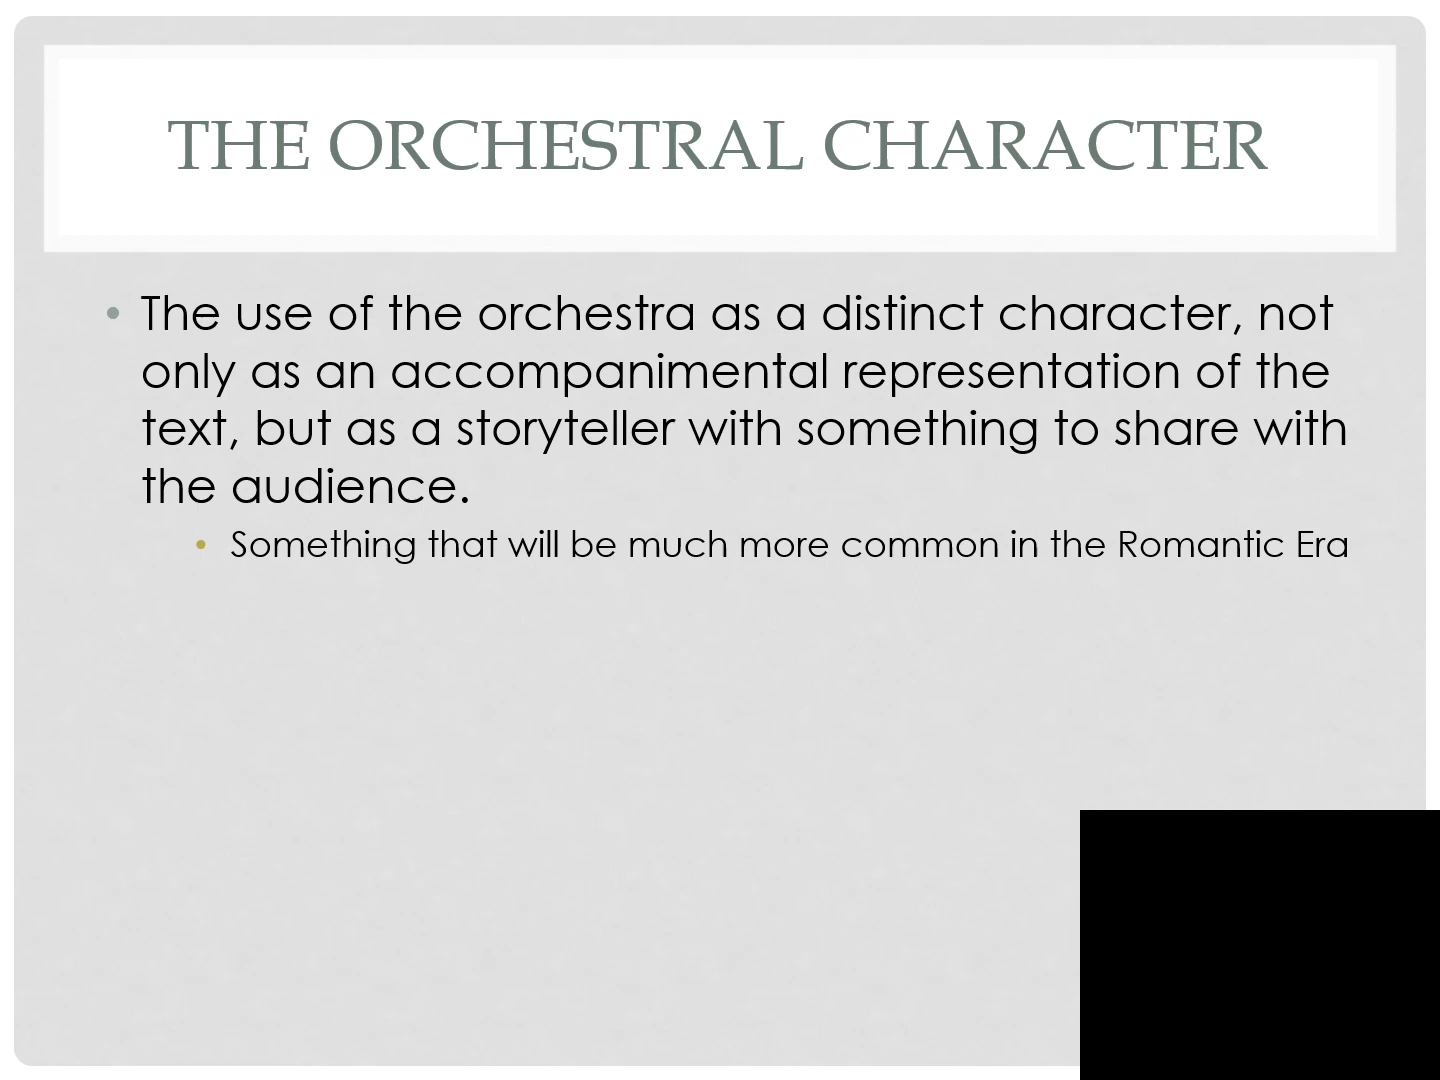 THE ORCHESTRAL CHARACTER
• The use of the orchestra as a distinct character, not
only as an accompanimental representation of the
text, but as a storyteller with something to share with
the audience.
• Something that will be much more common in the Romantic Era